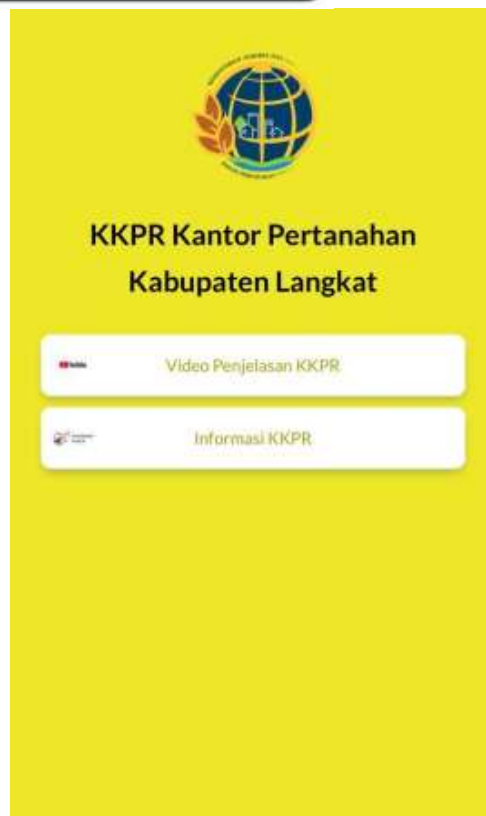 KKPR Kantor Pertanahan
Kabupaten Langkat
Video Penjelasan KKPR
Informasi KKPR